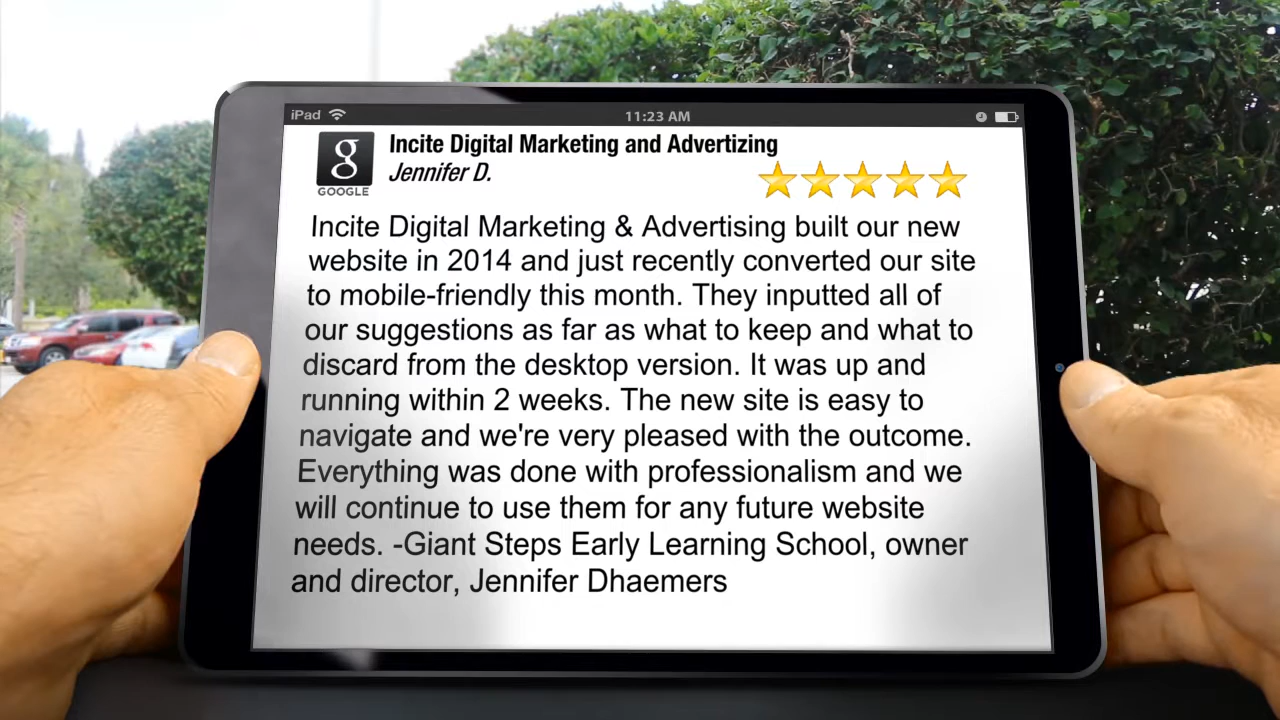 iPad 11:23 AM
g
GOOGLE
Incite Digital Marketing and Advertizing
Jennifer D.
Incite Digital Marketing & Advertising built our new
website in 2014 and just recently converted our site
to mobile-friendly this month. They inputted all of
our suggestions as far as what to keep and what to
discard from the desktop version. It was up and
running within 2 weeks. The new site is easy to
navigate and we're very pleased with the outcome.
Everything was done with professionalism and we
will continue to use them for any future website
needs. -Giant Steps Early Learning School, owner
and director, Jennifer Dhaemers